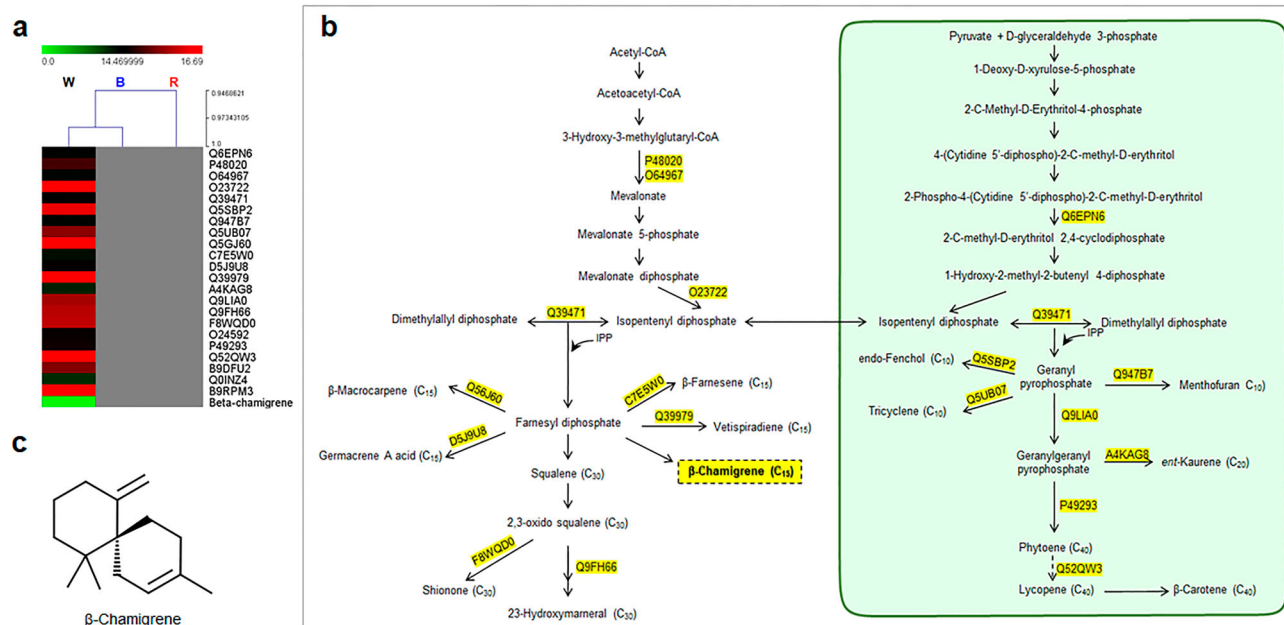 a
0.0
14.469999
16.69
W
B
R
0.9468621
0.97343105
1.0
Q6EPN6
P48020
O64967
O23722
Q39471
Q5SBP2
Q947B7
Q5UB07
Q5GJ60
C7E5W0
D5J9U8
Q39979
A4KAG8
Q9LIA0
Q9FH66
F8WQD0
O24592
P49293
Q52QW3
B9DFU2
Q0INZ4
B9RPM3
Beta-chamigrene
b
Acetyl-CoA
Acetoacetyl-CoA
3-Hydroxy-3-methylglutaryl-CoA
P48020
O64967
Mevalonate
Mevalonate 5-phosphate
Mevalonate diphosphate
O23722
Dimethylallyl diphosphate
Q39471
Isopentenyl diphosphate
IPP
β-Macrocarpene (C15)
Q56J60
C7E5W0
β-Farnesene (C15)
Farnesyl diphosphate
Q39979
Vetispiradiene (C15)
Germacrene A acid (C15)
D5J9U8
β-Chamigrene (C15)
Squalene (C30)
2,3-oxido squalene (C30)
F8WQD0
Q9FH66
Shionone (C30)
23-Hydroxymarneral (C30)
Pyruvate + D-glyceraldehyde 3-phosphate
1-Deoxy-D-xyrulose-5-phosphate
2-C-Methyl-D-Erythritol-4-phosphate
4-(Cytidine 5'-diphospho)-2-C-methyl-D-erythritol
2-Phospho-4-(Cytidine 5'-diphospho)-2-C-methyl-D-erythritol
Q6EPN6
2-C-methyl-D-erythritol 2,4-cyclodiphosphate
1-Hydroxy-2-methyl-2-butenyl 4-diphosphate
Isopentenyl diphosphate
Q39471
Dimethylallyl diphosphate
IPP
endo-Fenchol (C10)
Q5SBP2
Geranyl
pyrophosphate
Q947B7
Menthofuran C10)
Tricyclene (C10)
Q5UB07
Q9LIA0
Geranylgeranyl
pyrophosphate
A4KAG8
ent-Kaurene (C20)
P49293
Phytoene (C40)
Q52QW3
Lycopene (C40)
β-Carotene (C40)
c
β-Chamigrene